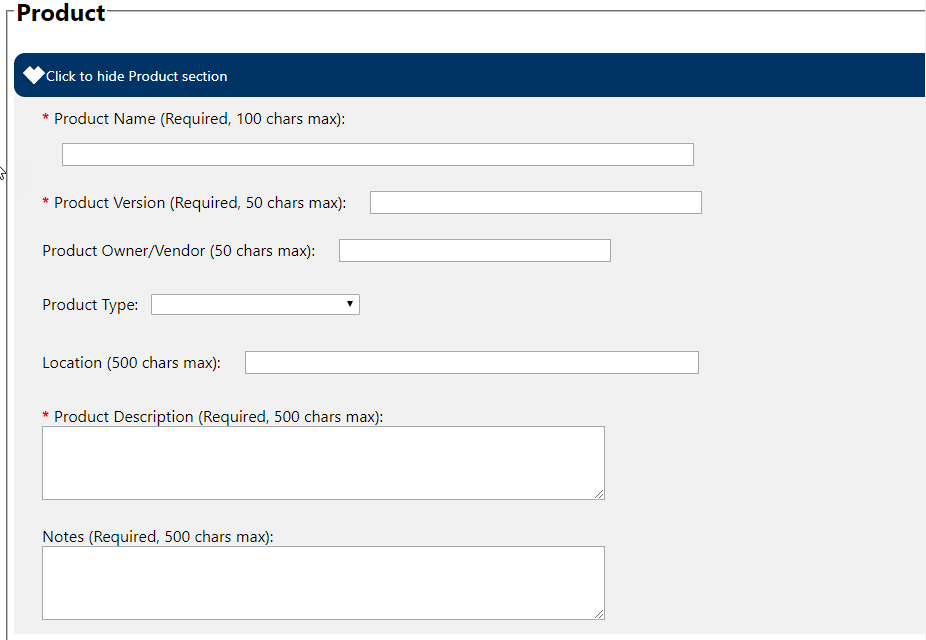 Product
Click to hide Product section
* Product Name (Required, 100 chars max):
* Product Version (Required, 50 chars max):
Product Owner/Vendor (50 chars max):
Product Type:
Location (500 chars max):
* Product Description (Required, 500 chars max):
Notes (Required, 500 chars max):